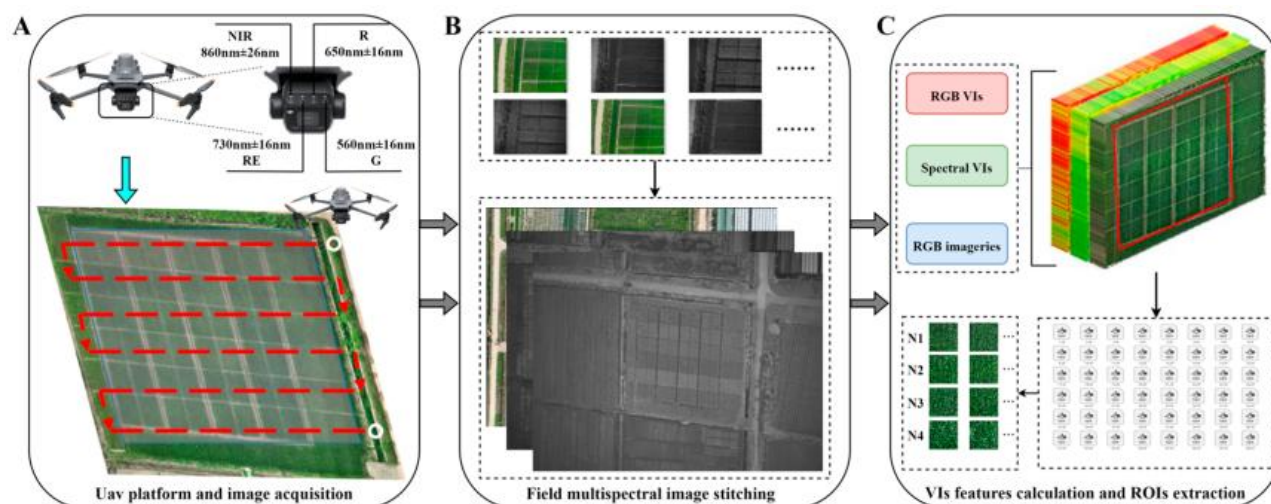 A
NIR
860nm±26nm
R
650nm±16nm
730nm±16nm
RE
560nm±16nm
G
Uav platform and image acquisition
B
......
......
Field multispectral image stitching
C
RGB VIs
Spectral VIs
RGB imageries
N1
...
N2
N3
N4
...
VIs features calculation and ROIs extraction